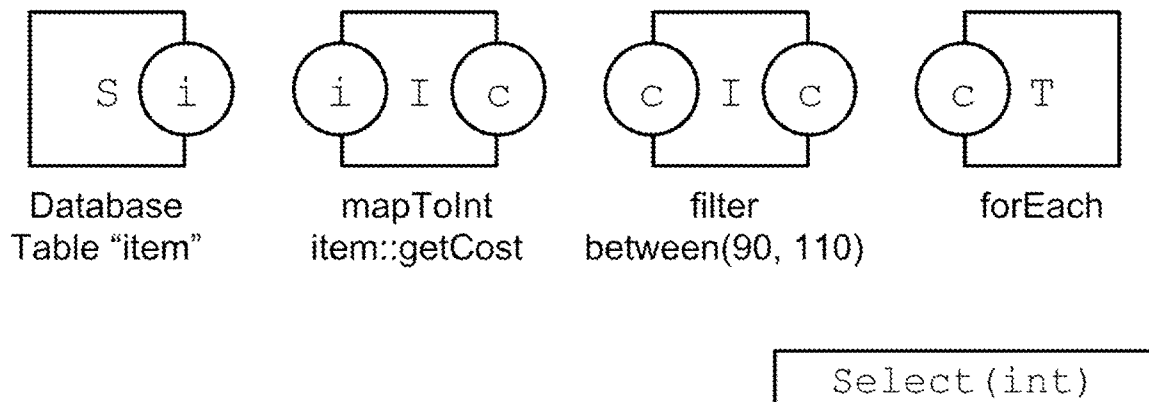 S i i I c c I c c T
Database mapToInt filter forEach
Table “item” item::getCost between(90, 110)
Select(int)